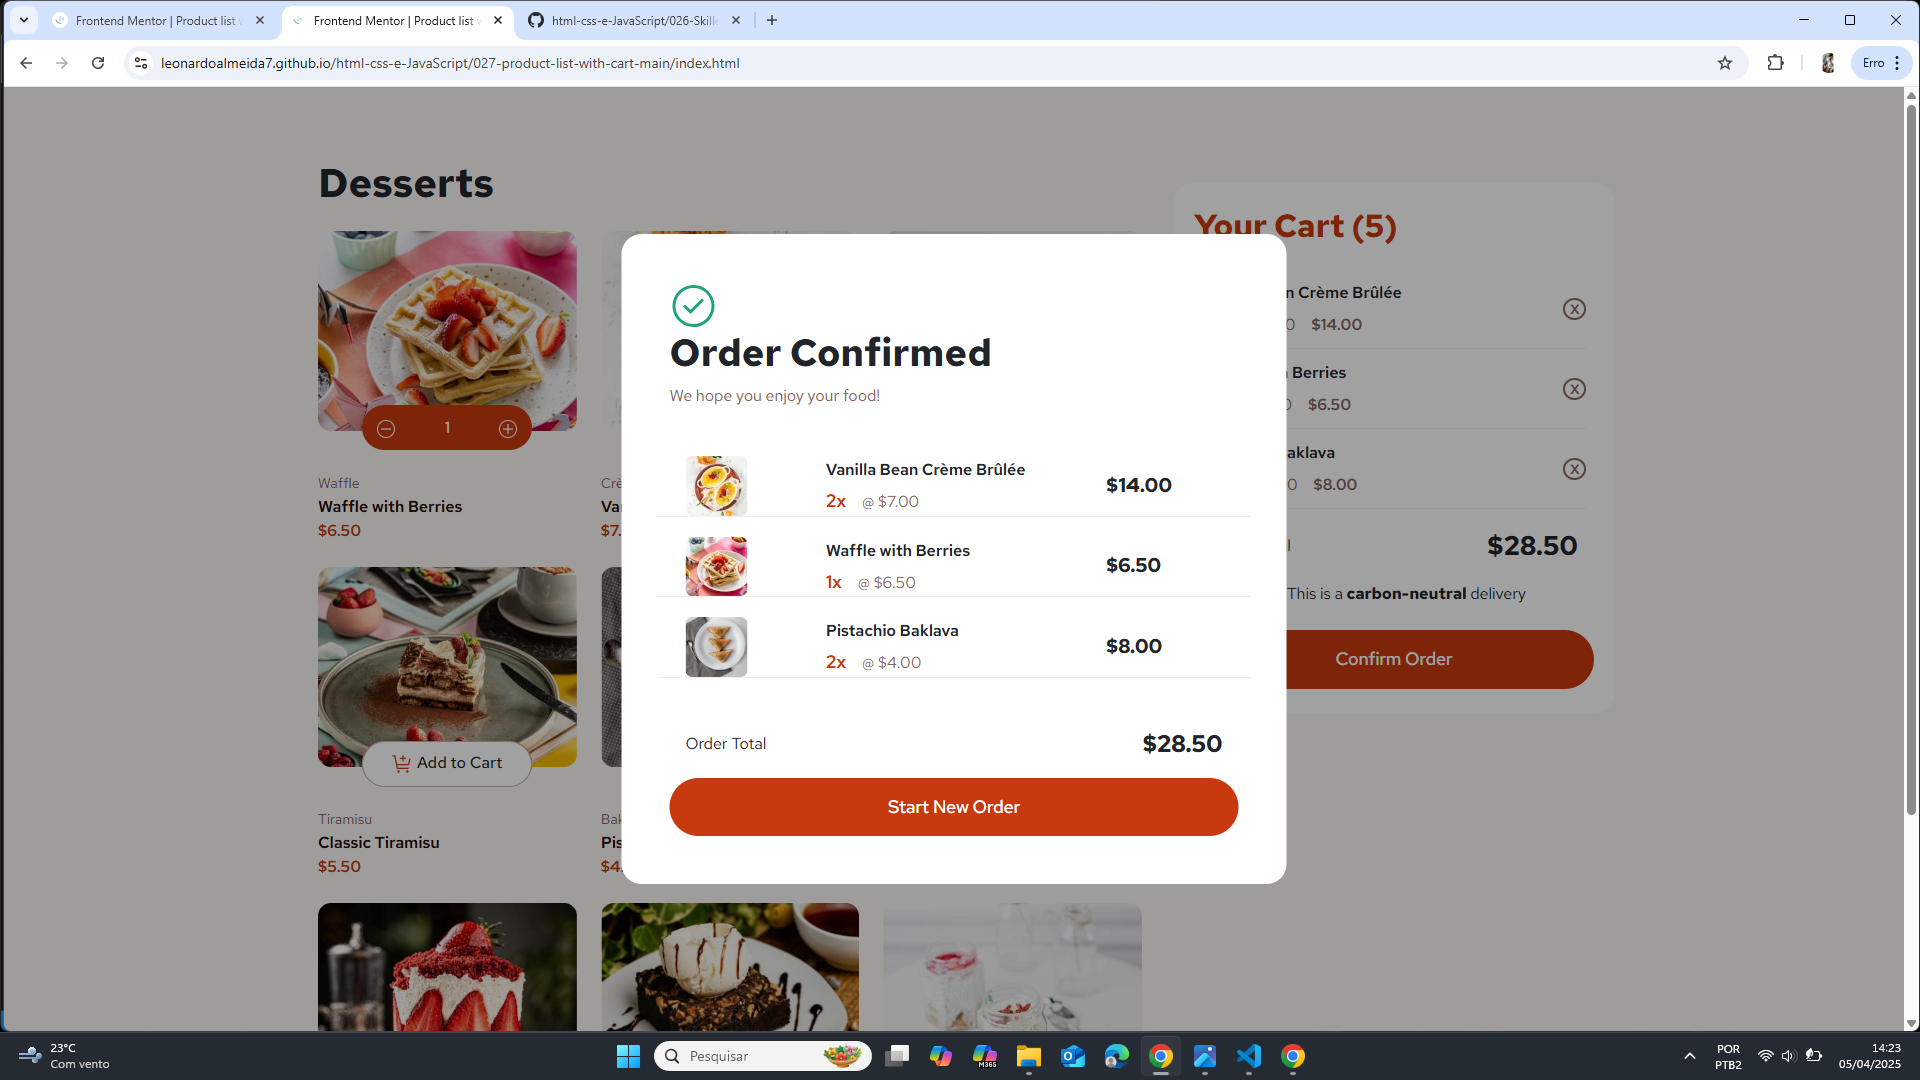 Frontend Mentor | Product list w
Frontend Mentor | Product list w
html-css-e-JavaScript/026-Skille
leonardoalmeida7.github.io/html-css-e-JavaScript/027-product-list-with-cart-main/index.html
Erro
Desserts
1
Waffle
Waffle with Berries
$6.50
Crè
Va
$7.
Add to Cart
Tiramisu
Classic Tiramisu
$5.50
Bak
Pis
$4.
Order Confirmed
We hope you enjoy your food!
Vanilla Bean Crème Brûlée
2x @ $7.00
$14.00
Waffle with Berries
1x @ $6.50
$6.50
Pistachio Baklava
2x @ $4.00
$8.00
Order Total
$28.50
Start New Order
Your Cart (5)
n Crème Brûlée
0 $14.00
X
Berries
0 $6.50
X
aklava
0 $8.00
X
l
$28.50
This is a carbon-neutral delivery
Confirm Order
23°C
Com vento
Pesquisar
M365
POR
PTB2
14:23
05/04/2025